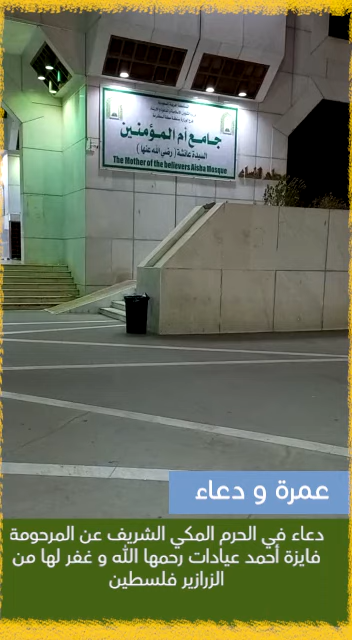 جامع أم المؤمنين
السيدة عائشة ( رضي الله عنها )
The Mother of the believers Aisha Mosque
عمرة و دعاء
دعاء في الحرم المكي الشريف عن المرحومة
فايزة أحمد عيادات رحمها الله و غفر لها من
الزرازير فلسطين